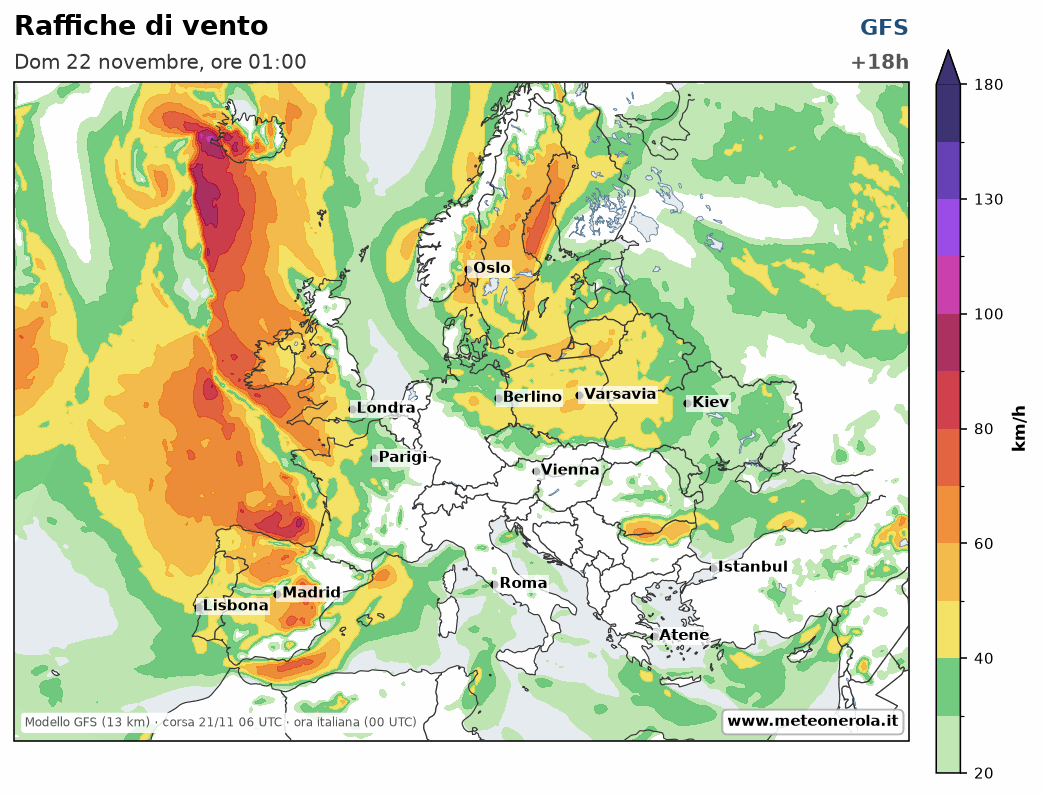 Raffiche di vento
GFS
Dom 22 novembre, ore 01:00
+18h
180
130
100
80
60
40
20
km/h
Oslo
Berlino
Varsavia
Kiev
Londra
Parigi
Vienna
Istanbul
Roma
Madrid
Lisbona
Atene
Modello GFS (13 km) · corsa 21/11 06 UTC · ora italiana (00 UTC)
www.meteonerola.it